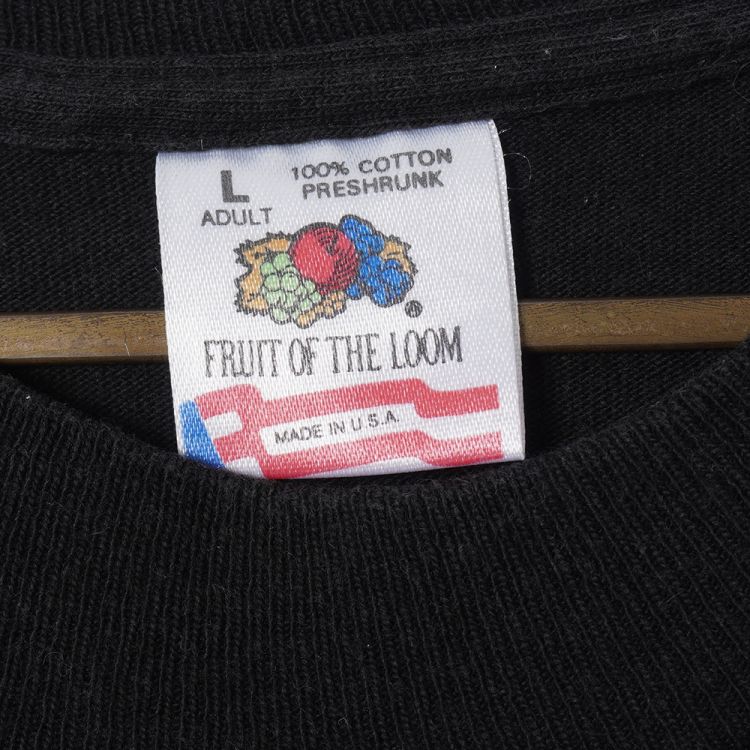 L
ADULT
100% COTTON
PRESHRUNK
®
FRUIT OF THE LOOM
MADE IN U.S.A.